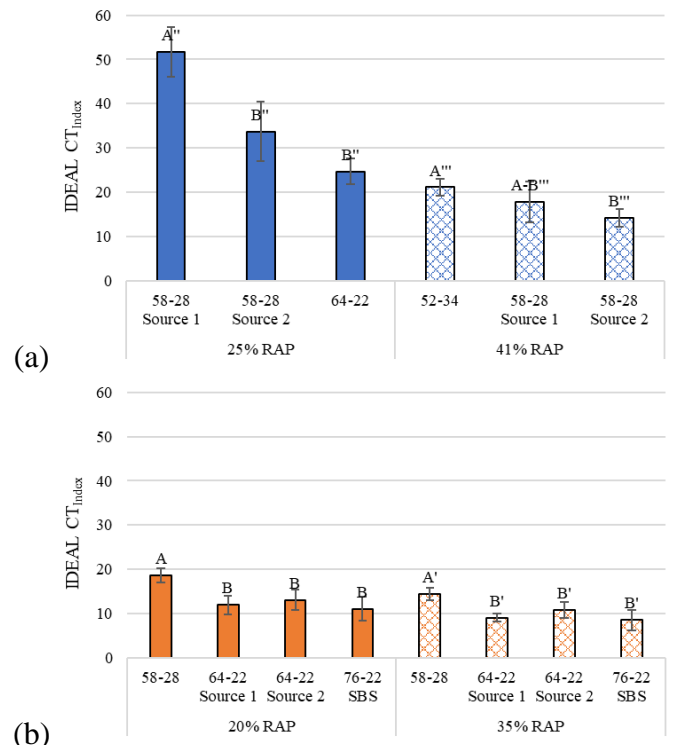 60
50
40
30
20
10
0
IDEAL CT_Index
A''
B''
B''
A'''
A-B'''
B'''
58-28 58-28 64-22 52-34 58-28 58-28
Source 1 Source 2 Source 1 Source 2
25% RAP 41% RAP
(a)
60
50
40
30
20
10
0
IDEAL CT_Index
A
B
B
B
A'
B'
B'
B'
58-28 64-22 64-22 76-22 58-28 64-22 64-22 76-22
Source 1 Source 2 SBS Source 1 Source 2 SBS
20% RAP 35% RAP
(b)